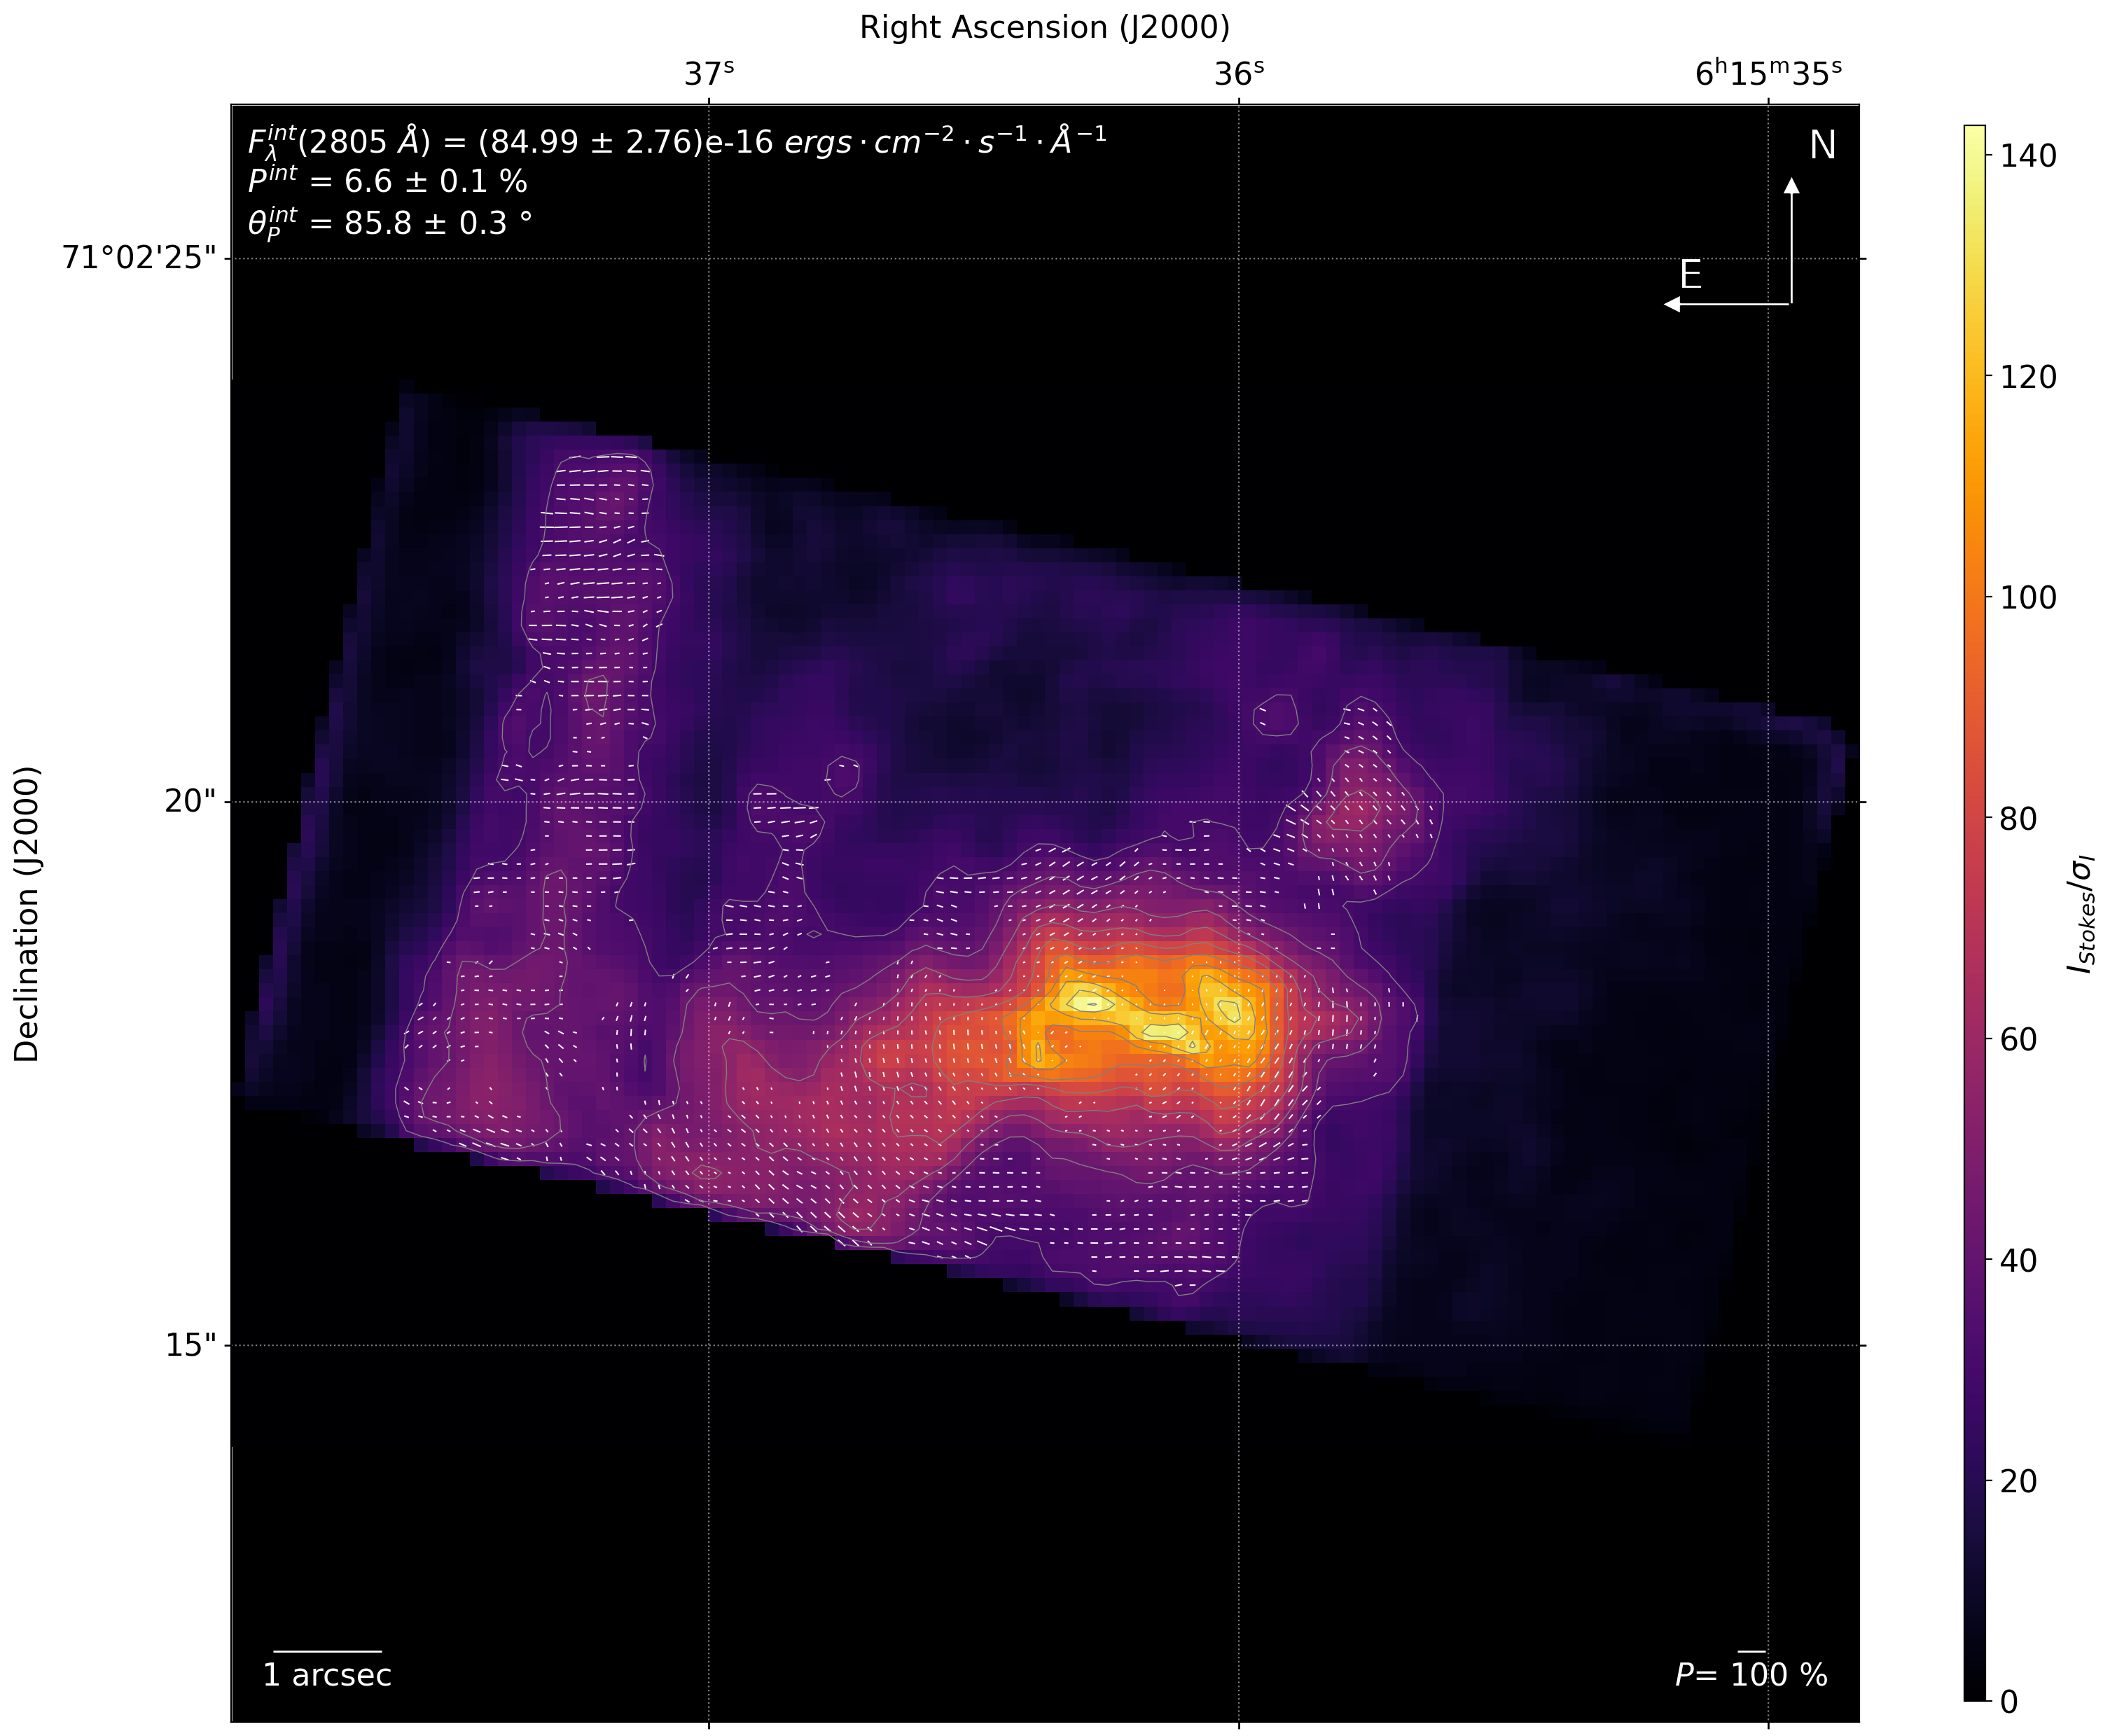 Right Ascension (J2000)
37ˢ 36ˢ 6ʰ15ᵐ35ˢ
F_λ^int(2805 Å) = (84.99 ± 2.76)e-16 ergs · cm⁻² · s⁻¹ · Å⁻¹
P^int = 6.6 ± 0.1 %
θ_P^int = 85.8 ± 0.3 °
N
E
71°02'25"
20"
15"
Declination (J2000)
1 arcsec
P= 100 %
140
120
100
80
60
40
20
0
I_Stokes/σ_I